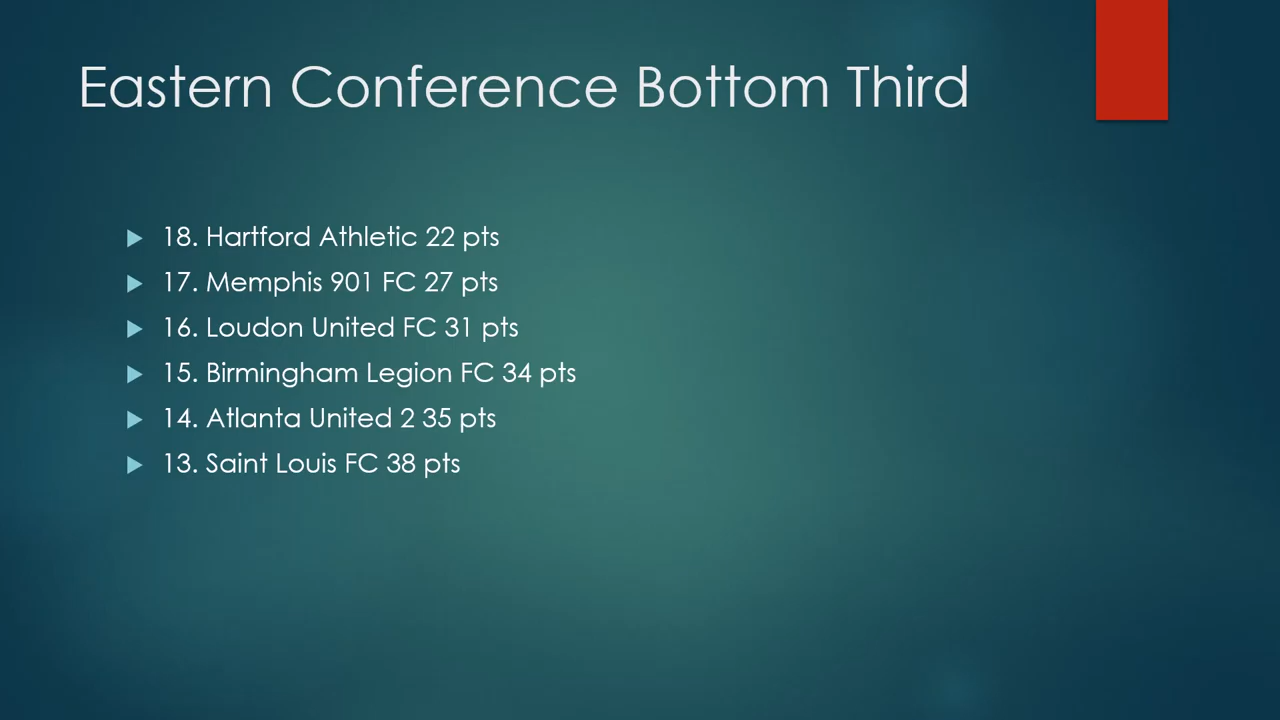 Eastern Conference Bottom Third
18. Hartford Athletic 22 pts
17. Memphis 901 FC 27 pts
16. Loudon United FC 31 pts
15. Birmingham Legion FC 34 pts
14. Atlanta United 2 35 pts
13. Saint Louis FC 38 pts